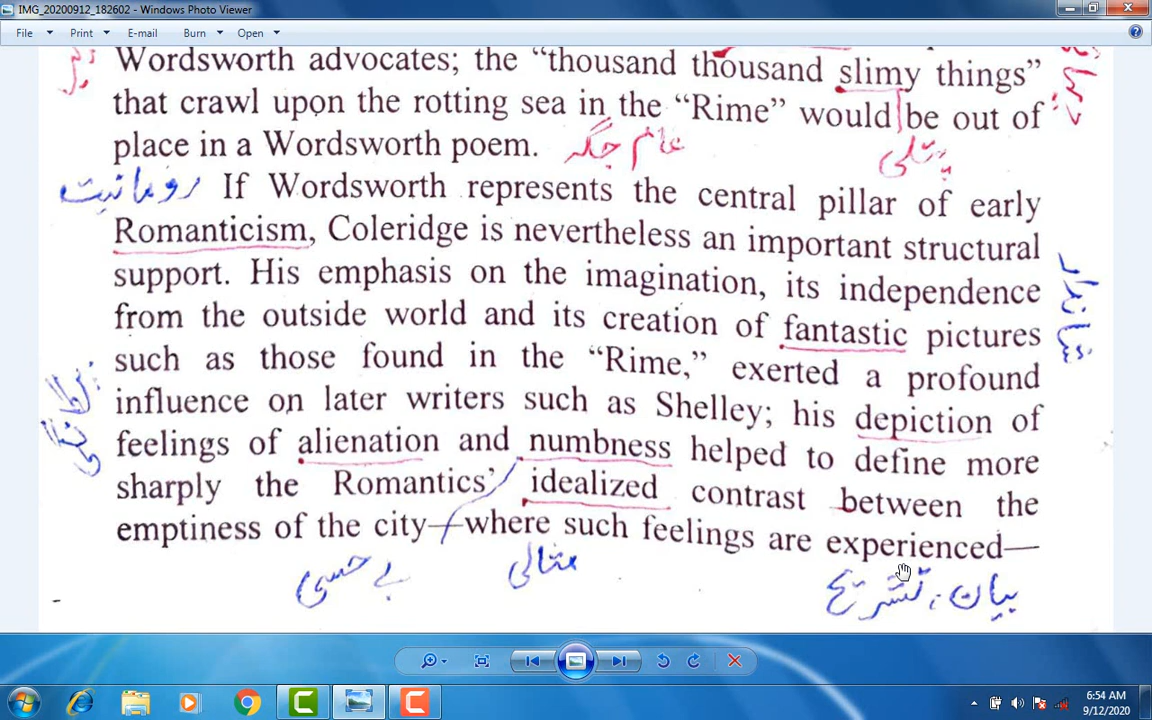 IMG_20200912_182602 - Windows Photo Viewer
File Print E-mail Burn Open
Wordsworth advocates; the “thousand thousand slimy things”
that crawl upon the rotting sea in the “Rime” would be out of
place in a Wordsworth poem.
عام جگہ
پتلی
رومانیت
If Wordsworth represents the central pillar of early
Romanticism, Coleridge is nevertheless an important structural
support. His emphasis on the imagination, its independence
from the outside world and its creation of fantastic pictures
such as those found in the “Rime,” exerted a profound
influence on later writers such as Shelley; his depiction of
feelings of alienation and numbness helped to define more
sharply the Romantics’ idealized contrast between the
emptiness of the city—where such feelings are experienced—
بے حسی
مثالی
بیان، تشریح
6:54 AM
9/12/2020